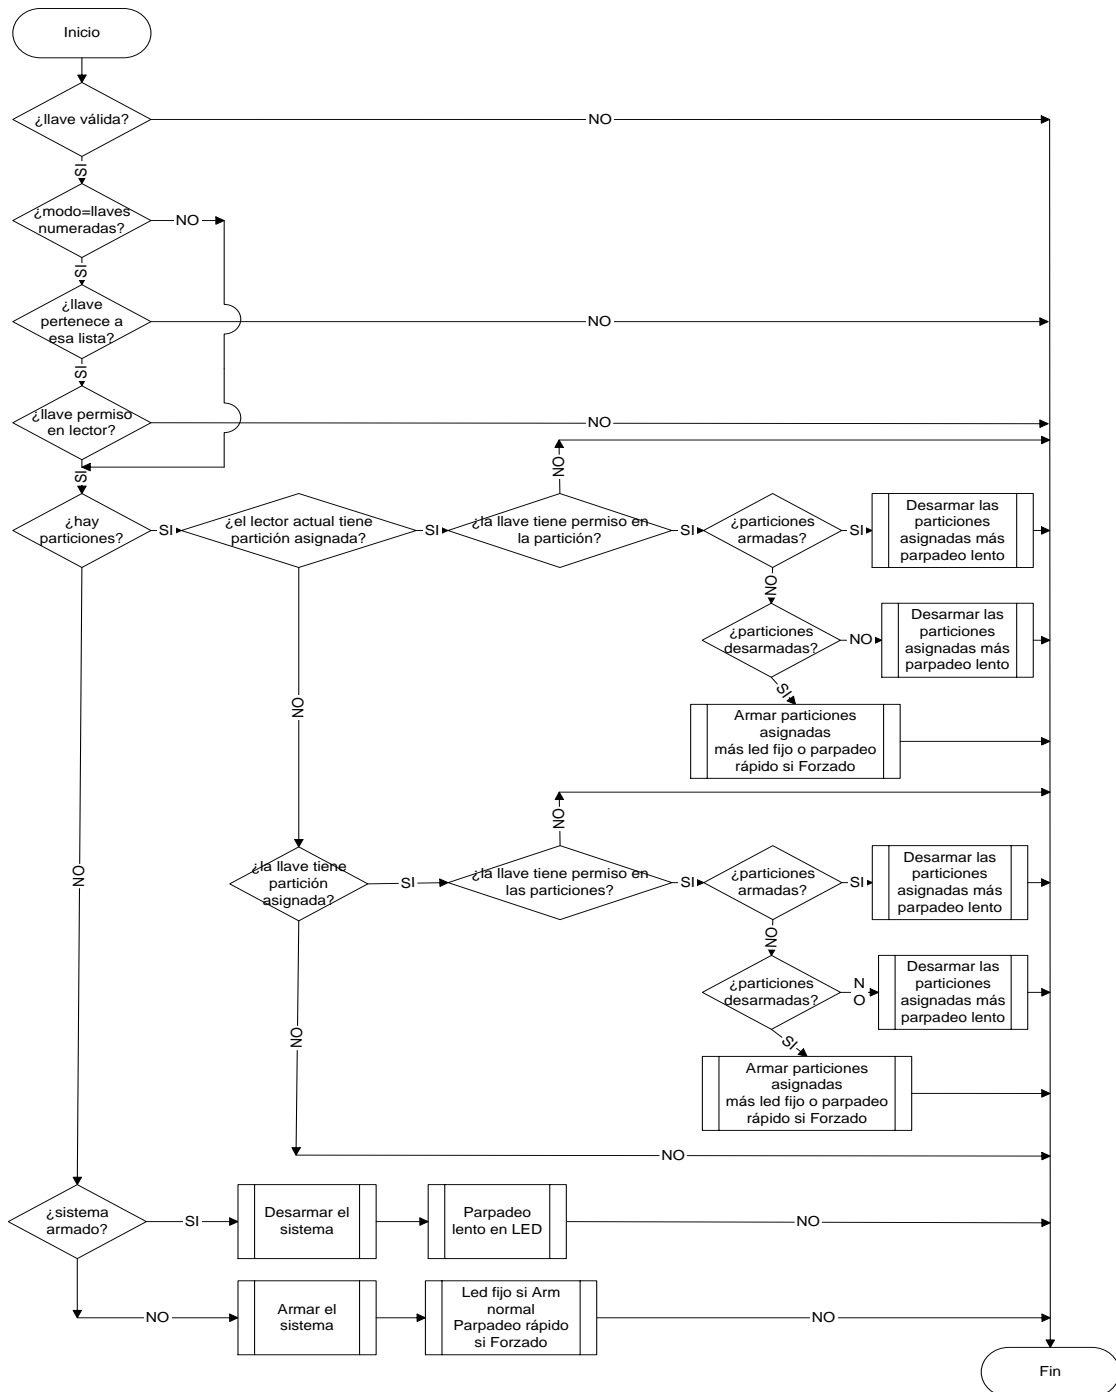 Inicio
¿llave válida?
NO
SI
¿modo=llaves
numeradas?
NO
SI
¿llave
pertenece a
esa lista?
NO
SI
¿llave permiso
en lector?
NO
SI
NO
¿hay
particiones?
SI
¿el lector actual tiene
partición asignada?
SI
¿la llave tiene permiso en
la partición?
SI
¿particiones
armadas?
SI
Desarmar las
particiones
asignadas más
parpadeo lento
NO
¿particiones
desarmadas?
NO
Desarmar las
particiones
asignadas más
parpadeo lento
SI
Armar particiones
asignadas
más led fijo o parpadeo
rápido si Forzado
NO
NO
NO
¿la llave tiene
partición
asignada?
SI
¿la llave tiene permiso en
las particiones?
SI
¿particiones
armadas?
SI
Desarmar las
particiones
asignadas más
parpadeo lento
NO
¿particiones
desarmadas?
N
O
Desarmar las
particiones
asignadas más
parpadeo lento
SI
Armar particiones
asignadas
más led fijo o parpadeo
rápido si Forzado
NO
NO
¿sistema
armado?
SI
Desarmar el
sistema
Parpadeo
lento en LED
NO
NO
Armar el
sistema
Led fijo si Arm
normal
Parpadeo rápido
si Forzado
NO
Fin